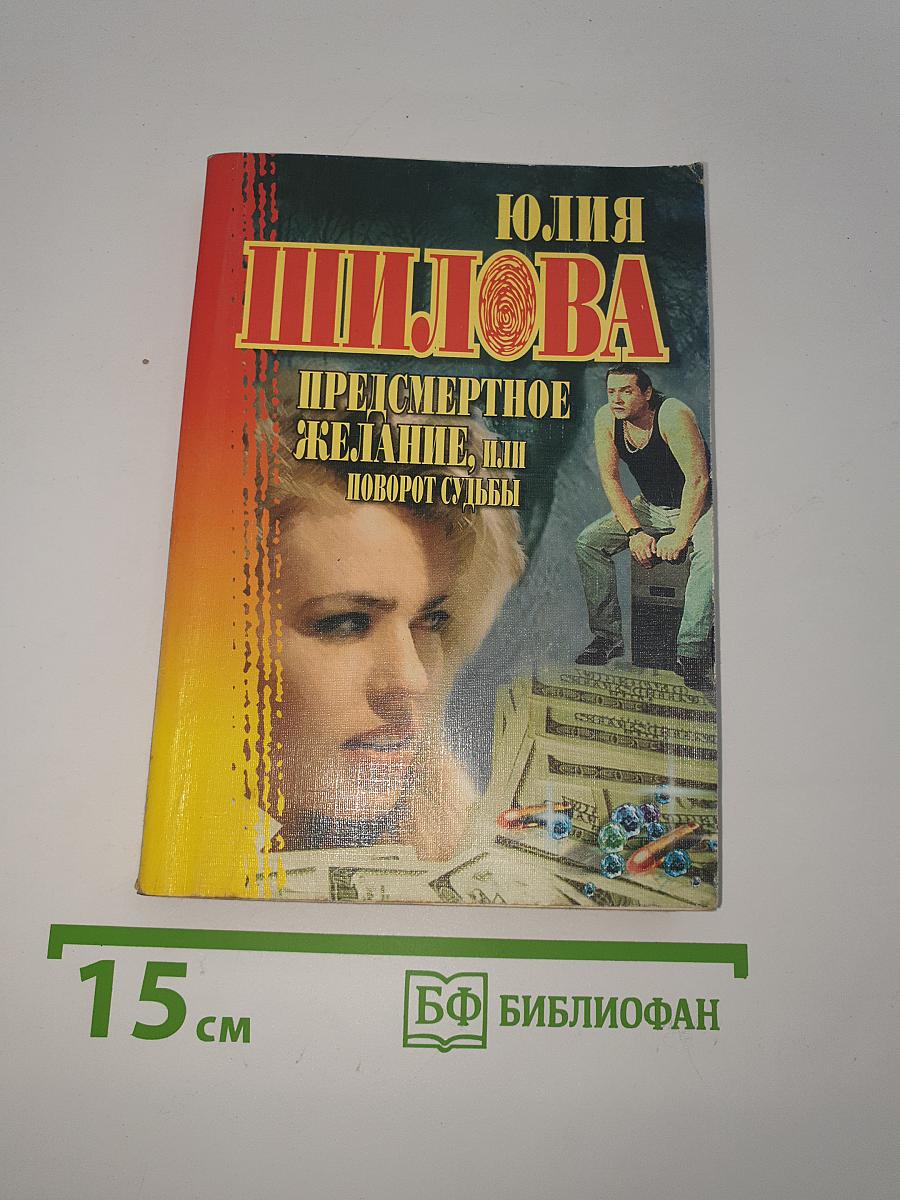 ЮЛИЯ
ШИЛОВА
ПРЕДСМЕРТНОЕ
ЖЕЛАНИЕ, ИЛИ
ПОВОРОТ СУДЬБЫ
15 см
БФ БИБЛИОФАН